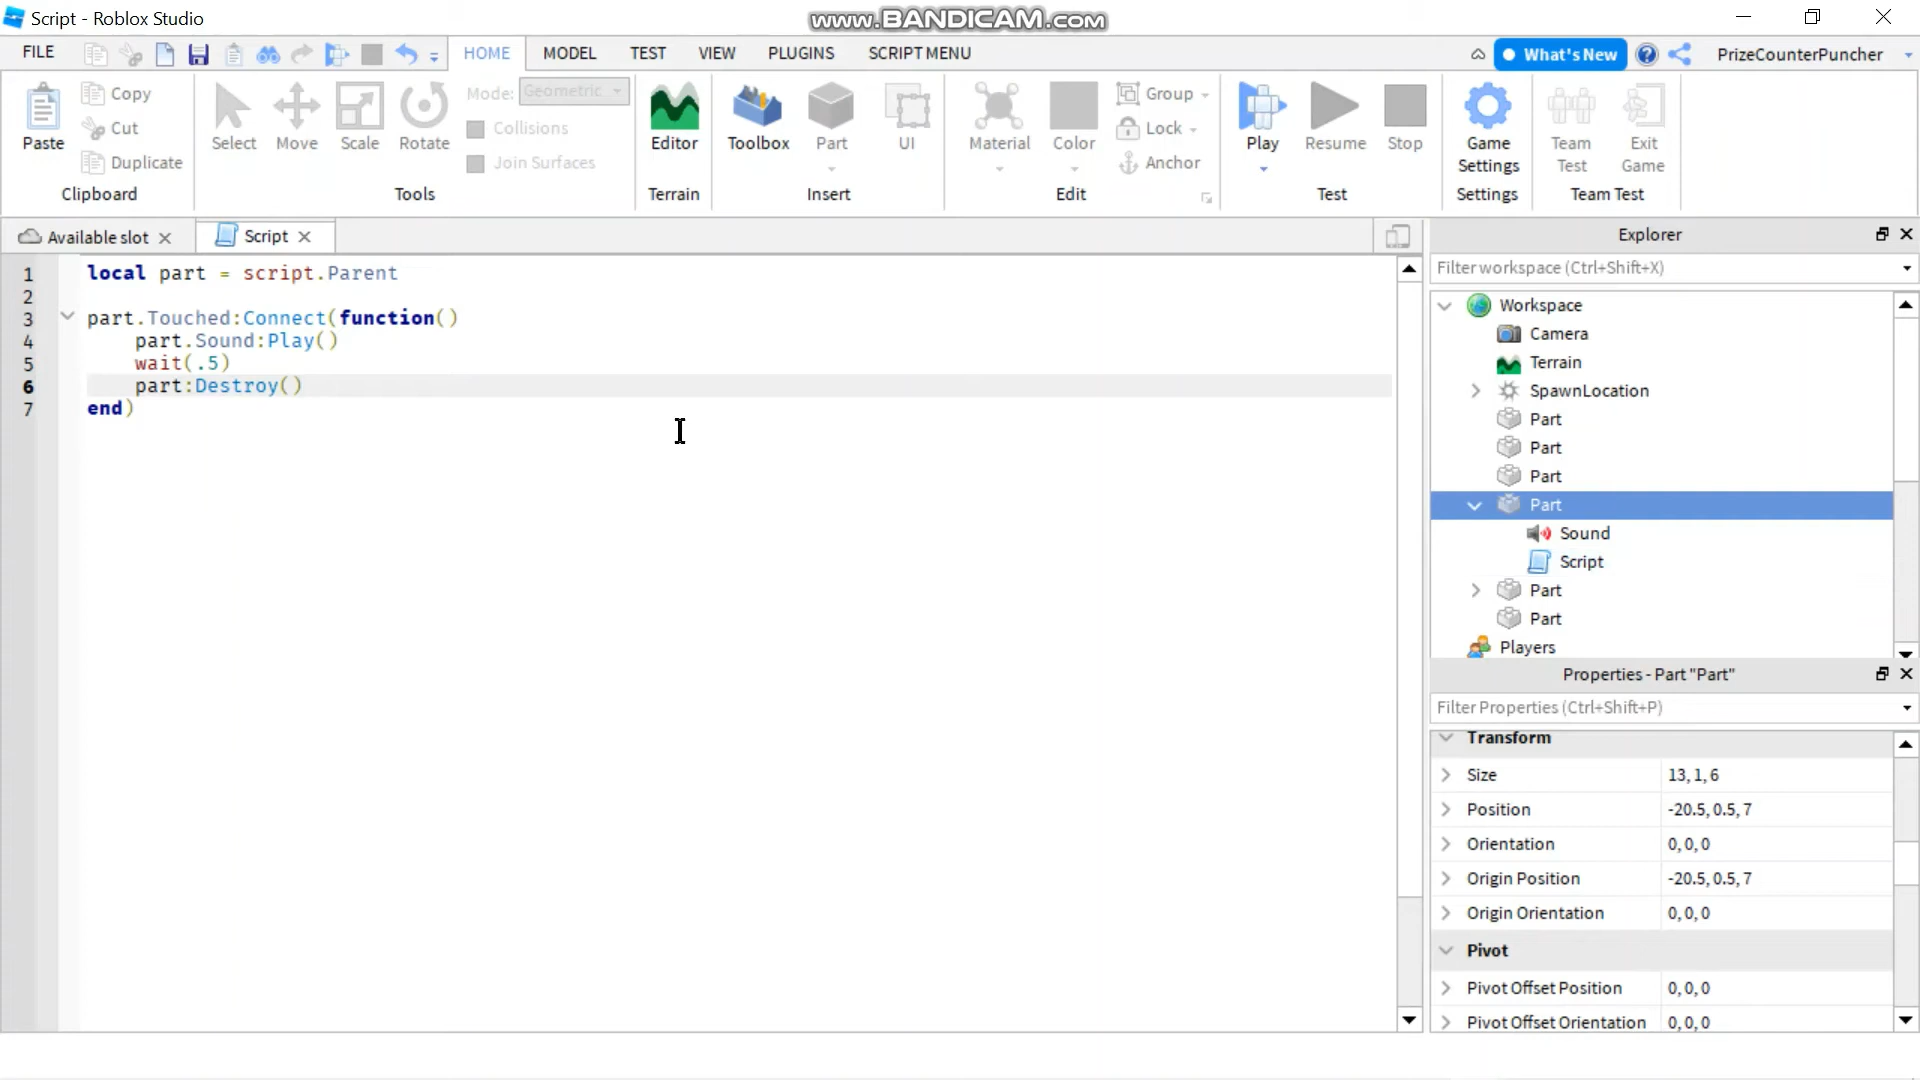 Script - Roblox Studio
www.BANDICAM.com
FILE
HOME
MODEL
TEST
VIEW
PLUGINS
SCRIPT MENU
What's New
PrizeCounterPuncher
Paste
Copy
Cut
Duplicate
Clipboard
Select
Move
Scale
Rotate
Mode: Geometric
Collisions
Join Surfaces
Tools
Editor
Terrain
Toolbox
Part
UI
Insert
Material
Color
Group
Lock
Anchor
Edit
Play
Resume
Stop
Test
Game
Settings
Settings
Team
Test
Exit
Game
Team Test
Available slot
Script
1 local part = script.Parent
2
3 part.Touched:Connect(function()
4 part.Sound:Play()
5 wait(.5)
6 part:Destroy()
7 end)
Explorer
Filter workspace (Ctrl+Shift+X)
Workspace
Camera
Terrain
SpawnLocation
Part
Part
Part
Part
Sound
Script
Part
Part
Players
Properties - Part "Part"
Filter Properties (Ctrl+Shift+P)
Transform
Size 13, 1, 6
Position -20.5, 0.5, 7
Orientation 0, 0, 0
Origin Position -20.5, 0.5, 7
Origin Orientation 0, 0, 0
Pivot
Pivot Offset Position 0, 0, 0
Pivot Offset Orientation 0, 0, 0